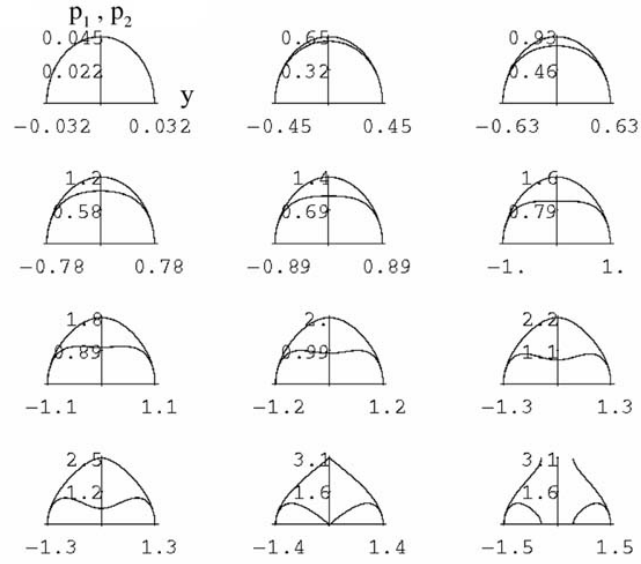 p₁ , p₂
0.045 0.65 0.93
0.022 0.32 0.46
y
−0.032 0.032 −0.45 0.45 −0.63 0.63
1.2 1.4 1.6
0.58 0.69 0.79
−0.78 0.78 −0.89 0.89 −1. 1.
1.8 2. 2.2
0.89 0.99 1.1
−1.1 1.1 −1.2 1.2 −1.3 1.3
2.5 3.1 3.1
1.2 1.6 1.6
−1.3 1.3 −1.4 1.4 −1.5 1.5